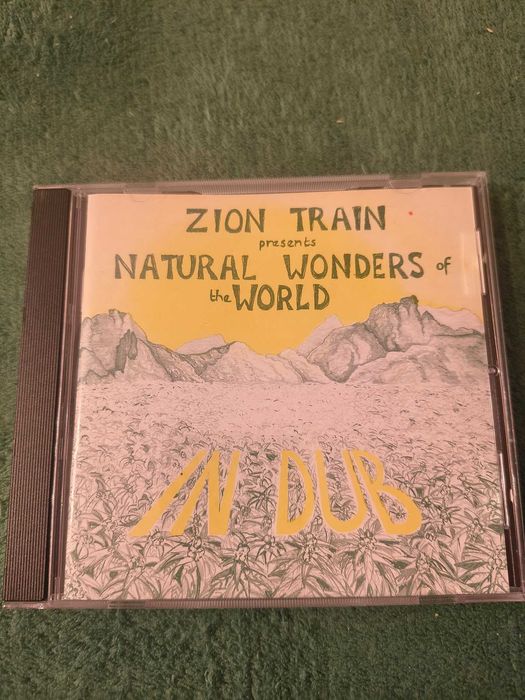 ZION TRAIN
presents
NATURAL WONDERS of
the WORLD
IN DUB